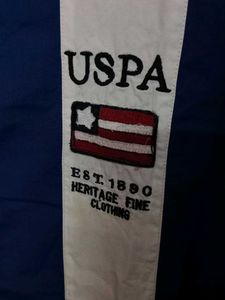 USPA
EST. 1890
HERITAGE FINE
CLOTHING